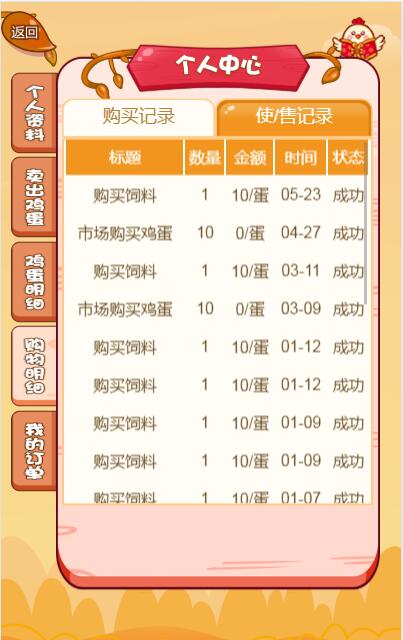 返回
个人中心
个人资料
卖出鸡蛋
鸡蛋明细
购物明细
我的订单
购买记录 使/售记录
标题 数量 金额 时间 状态
购买饲料 1 10/蛋 05-23 成功
市场购买鸡蛋 10 0/蛋 04-27 成功
购买饲料 1 10/蛋 03-11 成功
市场购买鸡蛋 10 0/蛋 03-09 成功
购买饲料 1 10/蛋 01-12 成功
购买饲料 1 10/蛋 01-12 成功
购买饲料 1 10/蛋 01-09 成功
购买饲料 1 10/蛋 01-09 成功
购买饲料 1 10/蛋 01-07 成功